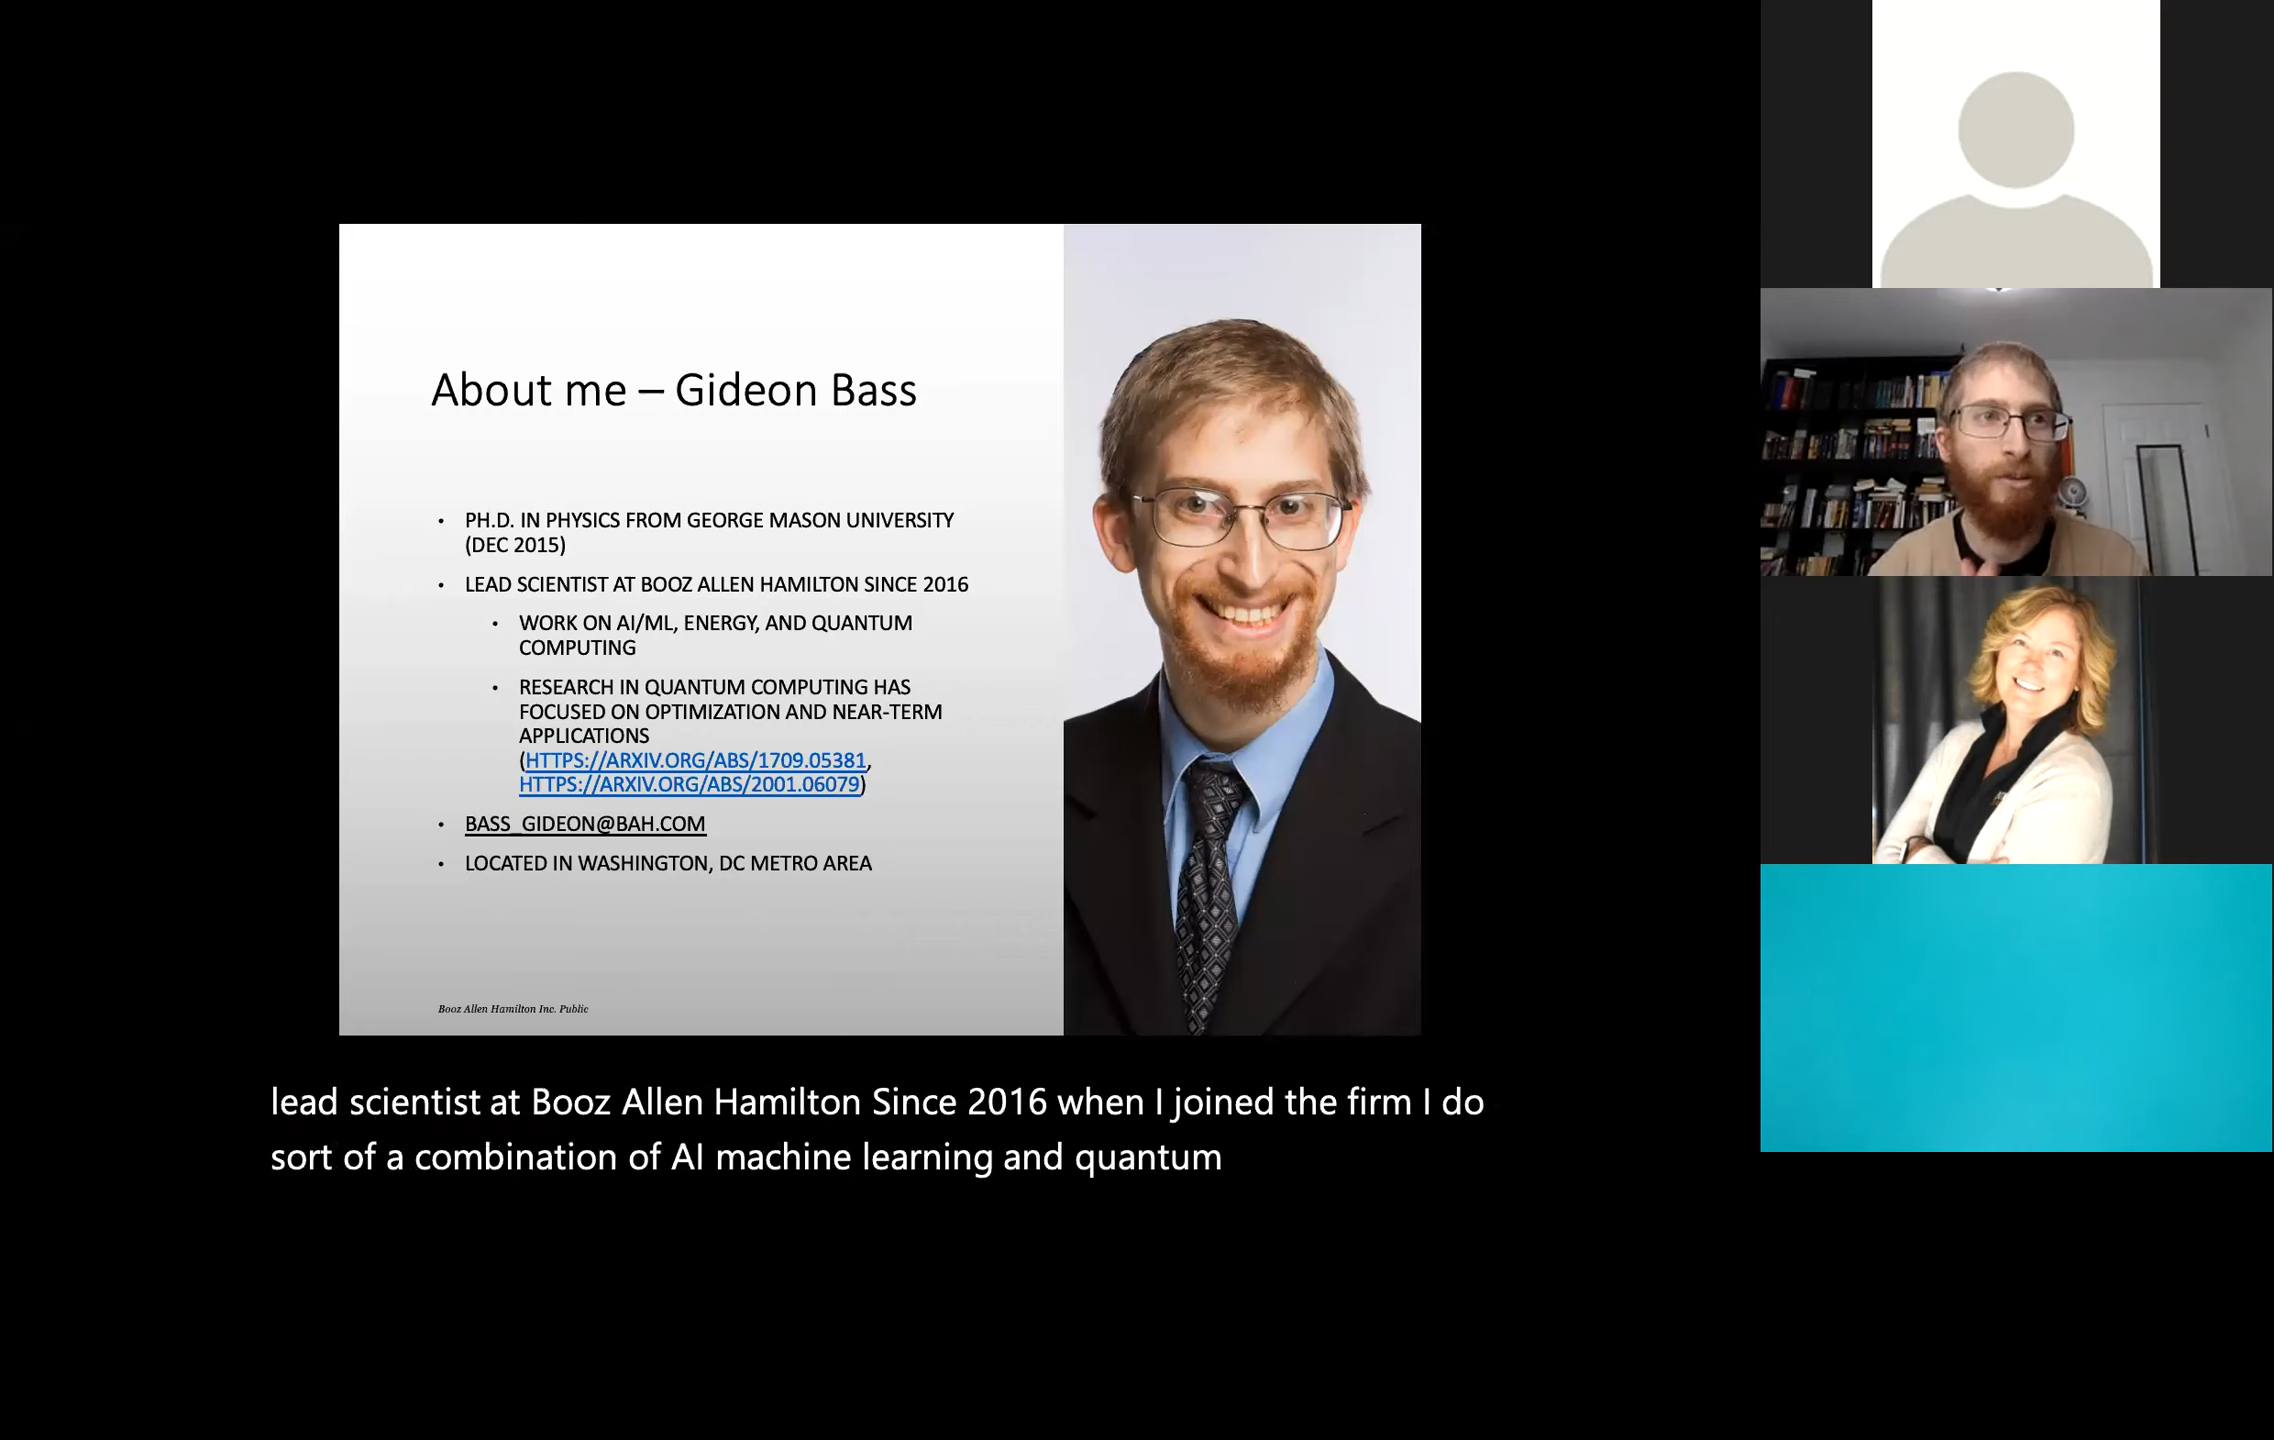 About me – Gideon Bass
• PH.D. IN PHYSICS FROM GEORGE MASON UNIVERSITY
(DEC 2015)
• LEAD SCIENTIST AT BOOZ ALLEN HAMILTON SINCE 2016
• WORK ON AI/ML, ENERGY, AND QUANTUM
COMPUTING
• RESEARCH IN QUANTUM COMPUTING HAS
FOCUSED ON OPTIMIZATION AND NEAR-TERM
APPLICATIONS
(HTTPS://ARXIV.ORG/ABS/1709.05381,
HTTPS://ARXIV.ORG/ABS/2001.06079)
• BASS_GIDEON@BAH.COM
• LOCATED IN WASHINGTON, DC METRO AREA
Booz Allen Hamilton Inc. Public
lead scientist at Booz Allen Hamilton Since 2016 when I joined the firm I do
sort of a combination of AI machine learning and quantum